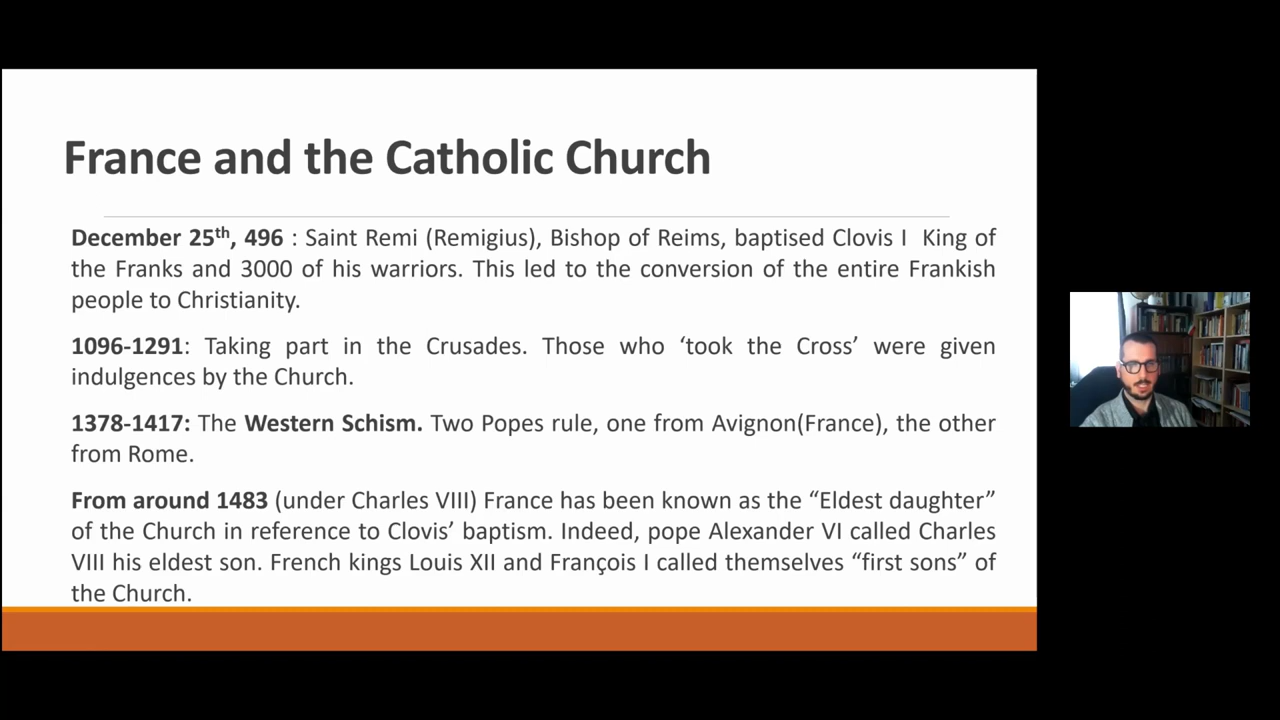 France and the Catholic Church
December 25th, 496 : Saint Remi (Remigius), Bishop of Reims, baptised Clovis I  King of
the Franks and 3000 of his warriors. This led to the conversion of the entire Frankish
people to Christianity.
1096-1291: Taking part in the Crusades. Those who ‘took the Cross’ were given
indulgences by the Church.
1378-1417: The Western Schism. Two Popes rule, one from Avignon(France), the other
from Rome.
From around 1483 (under Charles VIII) France has been known as the “Eldest daughter”
of the Church in reference to Clovis’ baptism. Indeed, pope Alexander VI called Charles
VIII his eldest son. French kings Louis XII and François I called themselves “first sons” of
the Church.